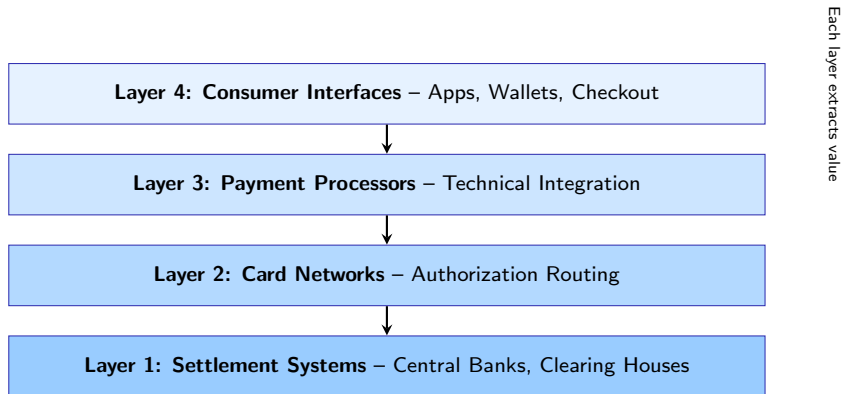 Each layer extracts value
Layer 4: Consumer Interfaces – Apps, Wallets, Checkout
Layer 3: Payment Processors – Technical Integration
Layer 2: Card Networks – Authorization Routing
Layer 1: Settlement Systems – Central Banks, Clearing Houses